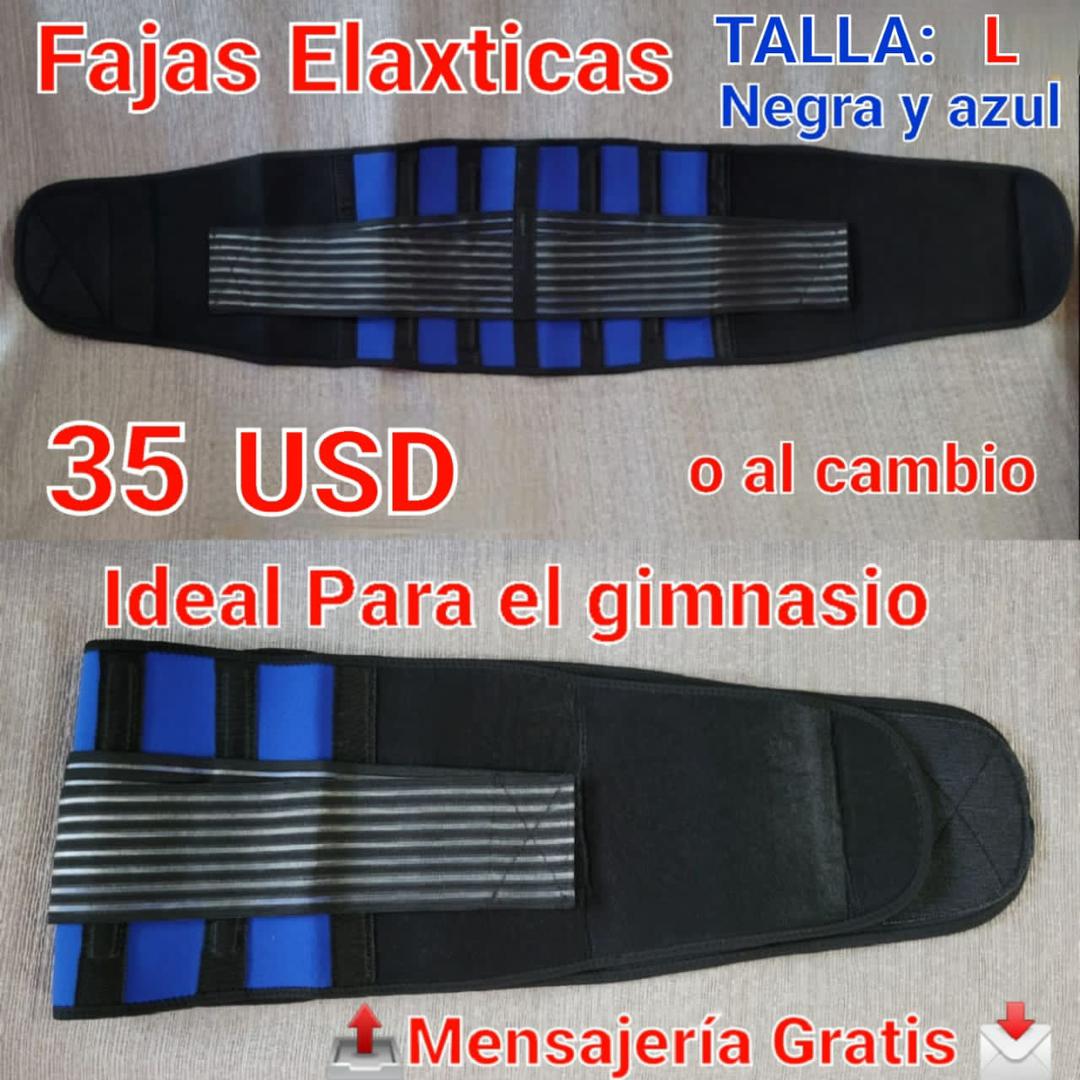 Fajas Elaxticas
TALLA: L
Negra y azul
35 USD
o al cambio
Ideal Para el gimnasio
Mensajería Gratis